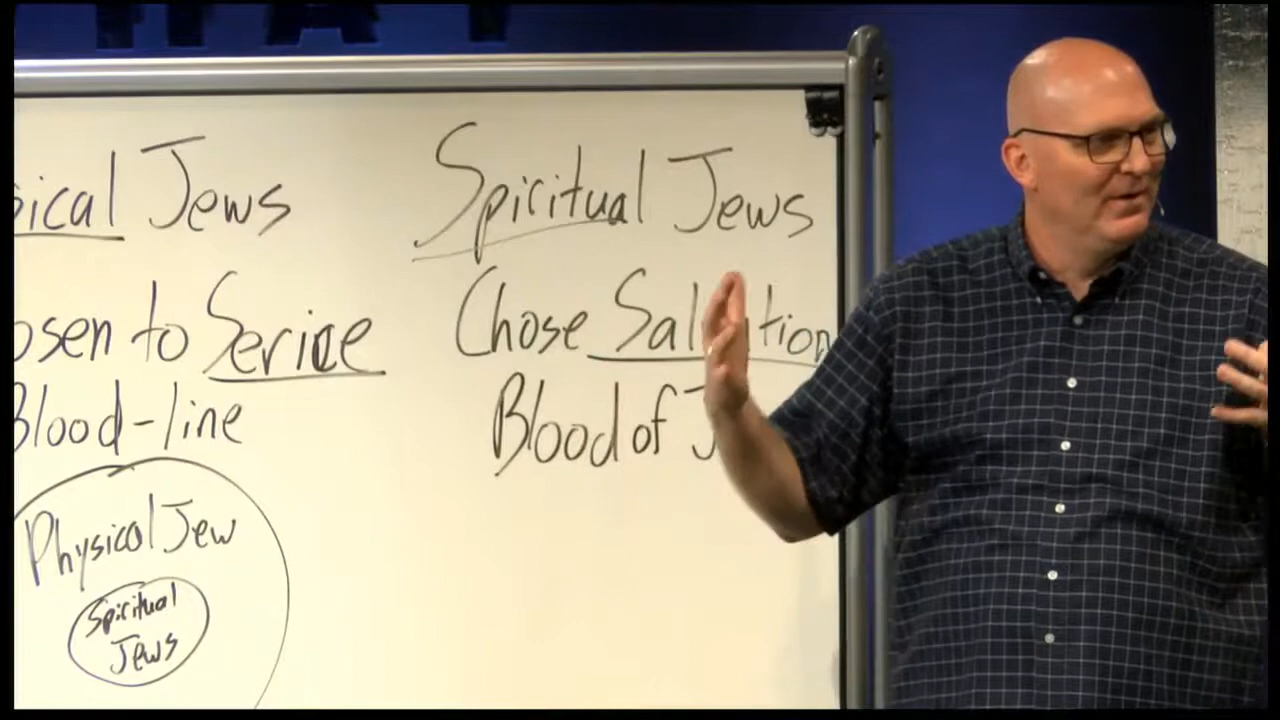 sical Jews
osen to Serice
Blood-line
Physical Jew
Spiritual
Jews
Spiritual Jews
Chose Sal tion
Blood of J